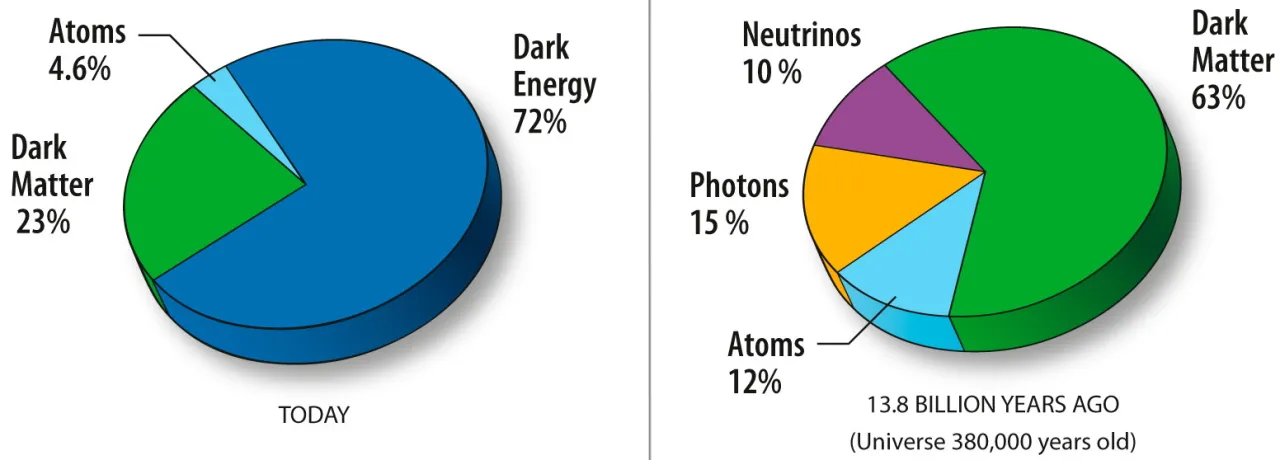 Atoms
4.6%
Dark
Energy
72%
Dark
Matter
23%
TODAY
Neutrinos
10 %
Dark
Matter
63%
Photons
15 %
Atoms
12%
13.8 BILLION YEARS AGO
(Universe 380,000 years old)